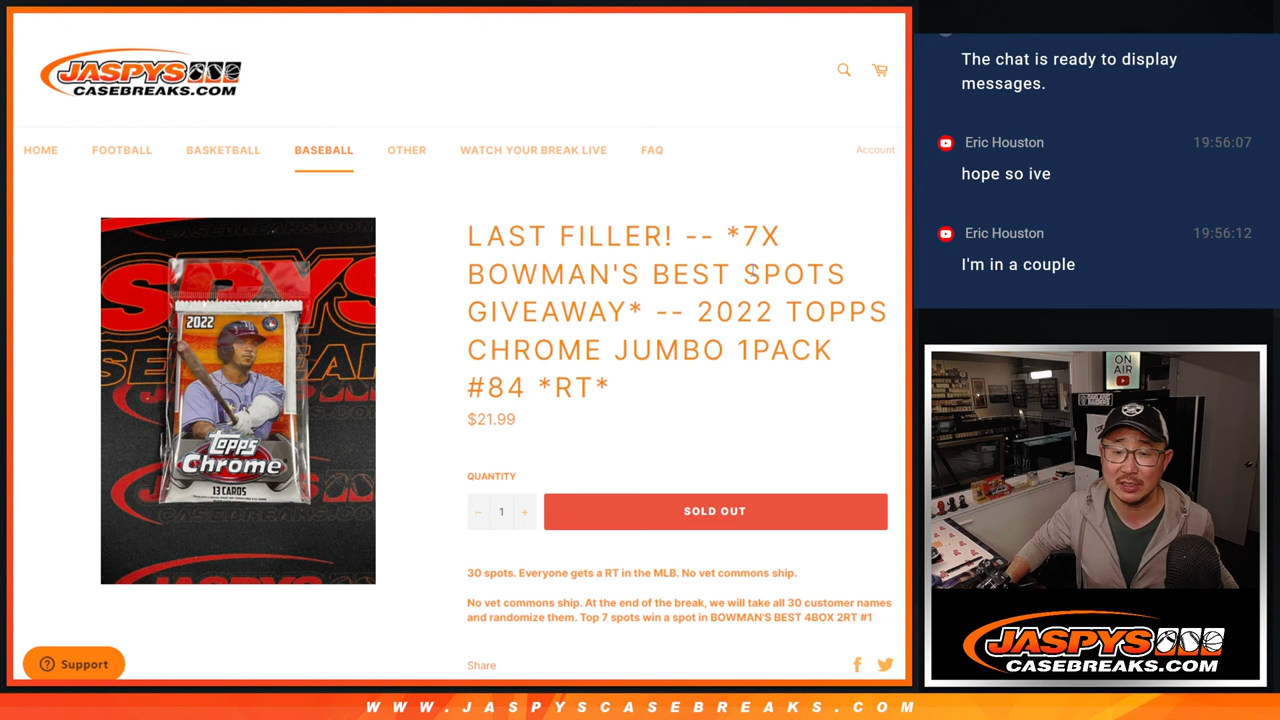 JASPYS
CASEBREAKS.COM
HOME
FOOTBALL
BASKETBALL
BASEBALL
OTHER
WATCH YOUR BREAK LIVE
FAQ
Account
2022
topps
Chrome
13 CARDS
LAST FILLER! -- *7X
BOWMAN'S BEST SPOTS
GIVEAWAY* -- 2022 TOPPS
CHROME JUMBO 1PACK
#84 *RT*
$21.99
QUANTITY
− 1 +
SOLD OUT
30 spots. Everyone gets a RT in the MLB. No vet commons ship.
No vet commons ship. At the end of the break, we will take all 30 customer names
and randomize them. Top 7 spots win a spot in BOWMAN'S BEST 4BOX 2RT #1
Share
Support
The chat is ready to display
messages.
Eric Houston 19:56:07
hope so ive
Eric Houston 19:56:12
I'm in a couple
ON
AIR
JASPYS
CASEBREAKS.COM
WWW.JASPYSCASEBREAKS.COM